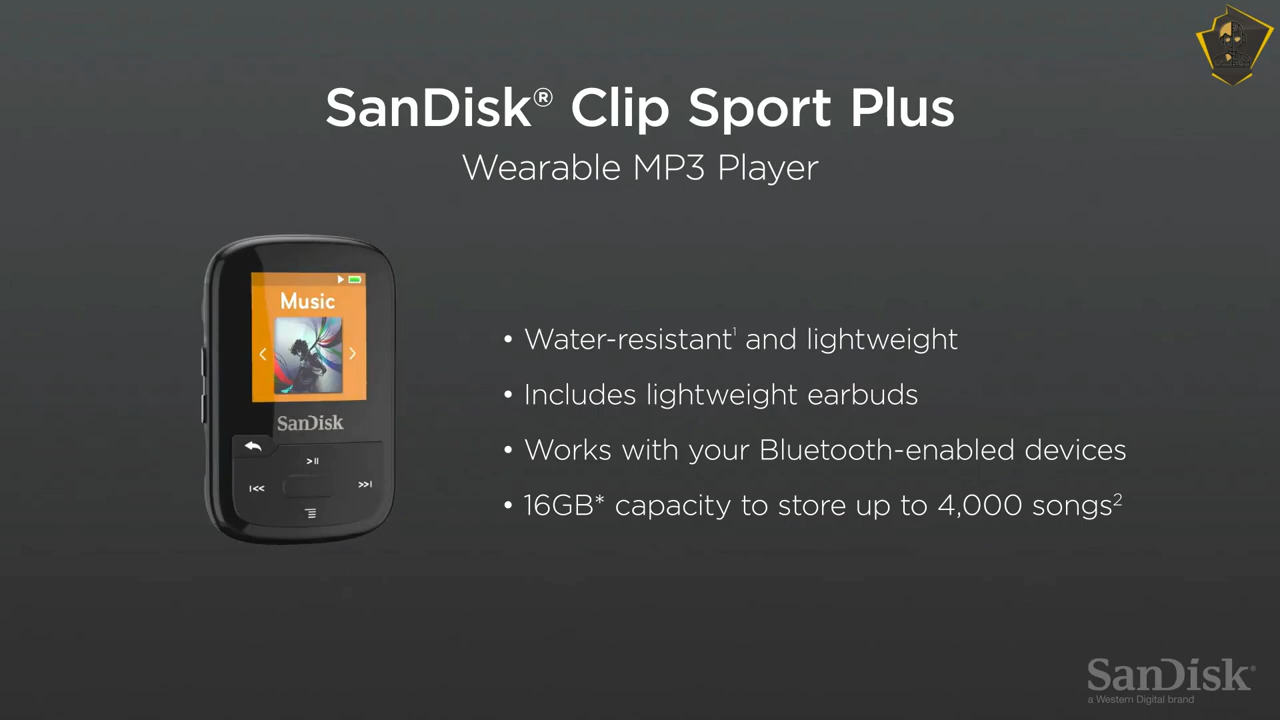 SanDisk® Clip Sport Plus
Wearable MP3 Player
Music
SanDisk
• Water-resistant¹ and lightweight
• Includes lightweight earbuds
• Works with your Bluetooth-enabled devices
• 16GB* capacity to store up to 4,000 songs²
SanDisk®
a Western Digital brand